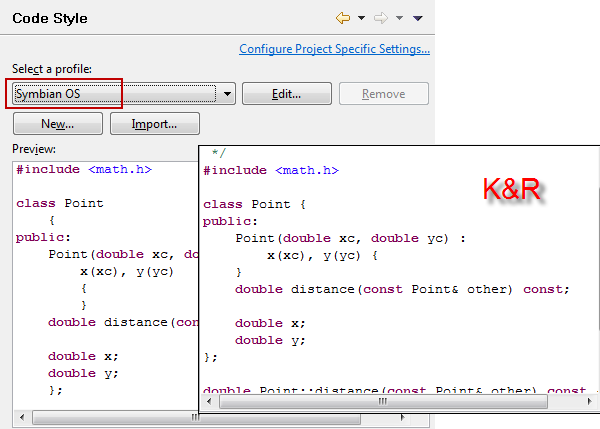 Code Style
Configure Project Specific Settings...
Select a profile:
Symbian OS
Edit...
Remove
New...
Import...
Preview:
#include <math.h>

class Point
    {
public:
    Point(double xc, d
        x(xc), y(yc)
        {
        }
    double distance(con

    double x;
    double y;
    };
 */
#include <math.h>

class Point {
public:
    Point(double xc, double yc) :
        x(xc), y(yc) {
    }
    double distance(const Point& other) const;

    double x;
    double y;
};

double Point::distance(const Point& other) const
K&R